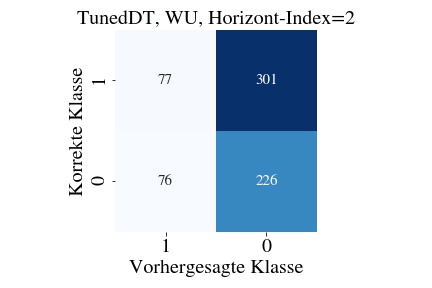 TunedDT, WU, Horizont-Index=2
Korrekte Klasse
1
77
301
0
76
226
1
0
Vorhergesagte Klasse